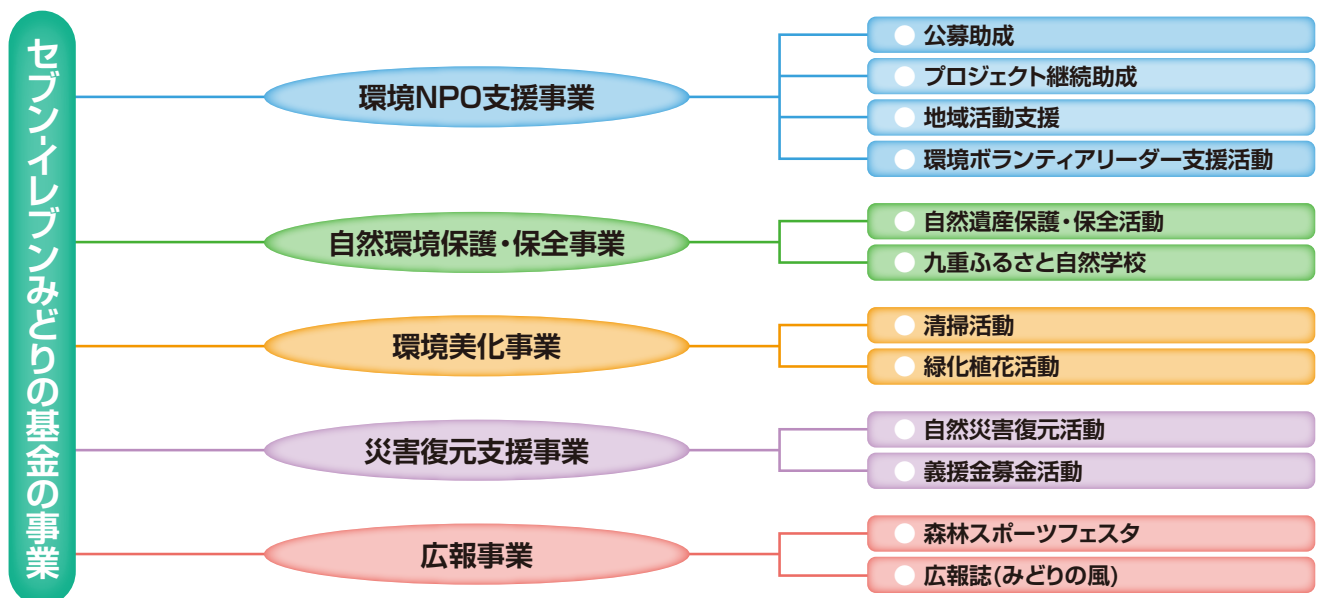 セブン-イレブンみどりの基金の事業
環境NPO支援事業
公募助成
プロジェクト継続助成
地域活動支援
環境ボランティアリーダー支援活動
自然環境保護・保全事業
自然遺産保護・保全活動
九重ふるさと自然学校
環境美化事業
清掃活動
緑化植花活動
災害復元支援事業
自然災害復元活動
義援金募金活動
広報事業
森林スポーツフェスタ
広報誌(みどりの風)